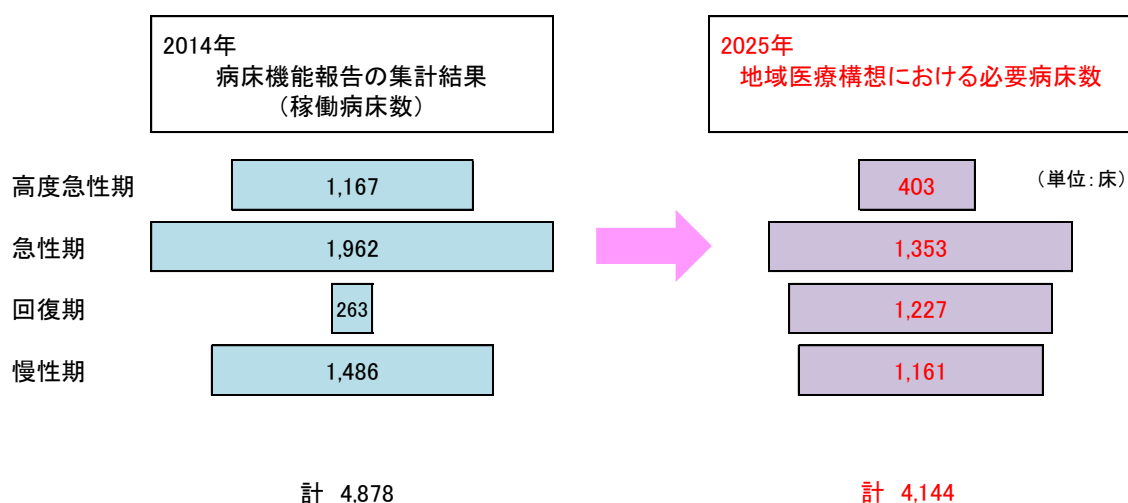 2014年
病床機能報告の集計結果
（稼働病床数）
2025年
地域医療構想における必要病床数
（単位：床）
高度急性期 1,167 403
急性期 1,962 1,353
回復期 263 1,227
慢性期 1,486 1,161
計 4,878 計 4,144